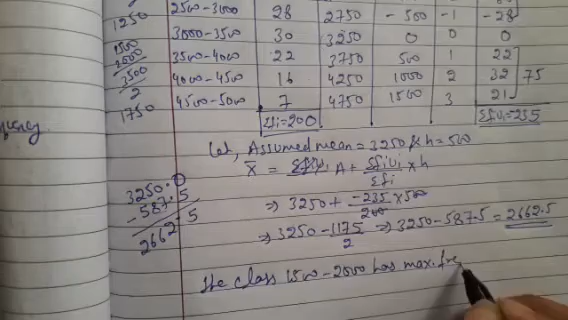 1250 2500-3000 28 2750 -500 -1 -28
1500 3000-3500 30 3250 0 0 0
2000 3500-4000 22 3750 500 1 22
3500 4000-4500 16 4250 1000 2 32 75
2
1750 4500-5000 7 4750 1500 3 21
Σfi=200 Σfiui=-235
Let, Assumed mean = 3250 & h=500
x̄ = A + Σfiui/Σfi × h
⇒ 3250 + -235/200 × 500
⇒ 3250 - 1175/2 ⇒ 3250 - 587.5 = 2662.5
3250.0
- 587.5
2662.5
The class 1500-2000 has max. fre